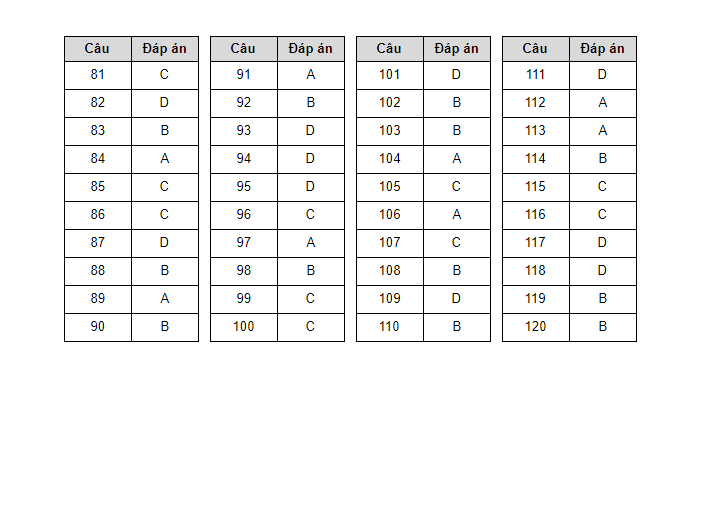 Câu Đáp án Câu Đáp án Câu Đáp án Câu Đáp án
81 C 91 A 101 D 111 D
82 D 92 B 102 B 112 A
83 B 93 D 103 B 113 A
84 A 94 D 104 A 114 B
85 C 95 D 105 C 115 C
86 C 96 C 106 A 116 C
87 D 97 A 107 C 117 D
88 B 98 B 108 B 118 D
89 A 99 C 109 D 119 B
90 B 100 C 110 B 120 B